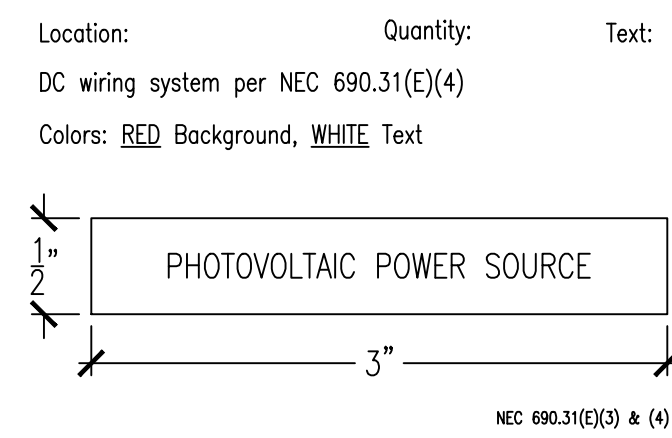 Location: Quantity: Text:
DC wiring system per NEC 690.31(E)(4)
Colors: RED Background, WHITE Text
1/2"
PHOTOVOLTAIC POWER SOURCE
3"
NEC 690.31(E)(3) & (4)